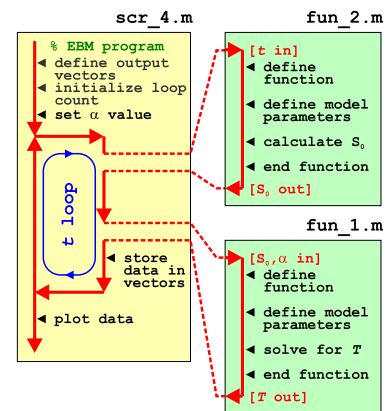 scr_4.m
% EBM program
◄ define output
vectors
◄ initialize loop
count
◄ set α value
t loop
◄ store
data in
vectors
◄ plot data
fun_2.m
[t in]
◄ define
function
◄ define model
parameters
◄ calculate S₀
◄ end function
[S₀ out]
fun_1.m
[S₀,α in]
◄ define
function
◄ define model
parameters
◄ solve for T
◄ end function
[T out]